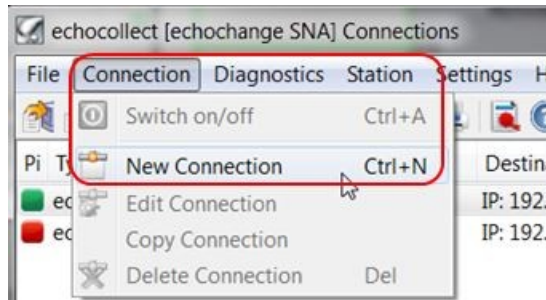 echocollect [echochange SNA] Connections
File Connection Diagnostics Station Settings
Switch on/off Ctrl+A
Pi New Connection Ctrl+N
Edit Connection IP: 192.
Copy Connection IP: 192.
Delete Connection Del